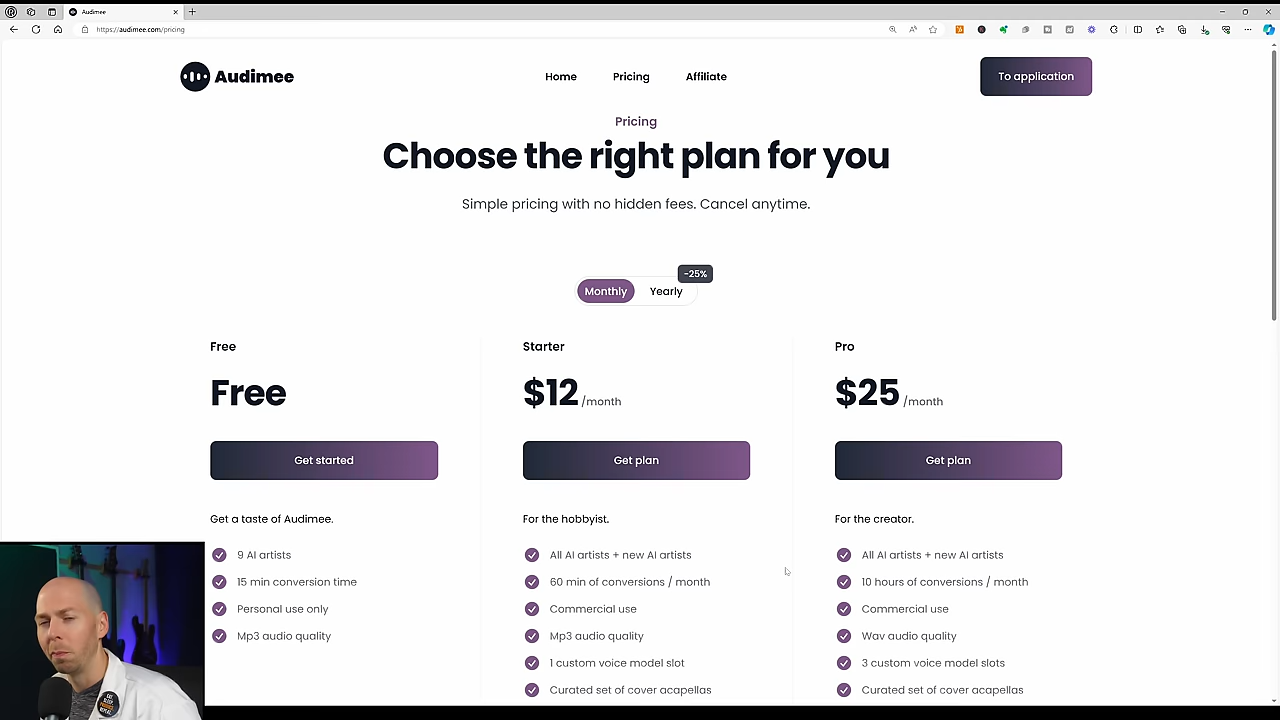 Audimee
https://audimee.com/pricing
Audimee
Home
Pricing
Affiliate
To application
Pricing
Choose the right plan for you
Simple pricing with no hidden fees. Cancel anytime.
-25%
Monthly
Yearly
Free
Free
Get started
Get a taste of Audimee.
9 AI artists
15 min conversion time
Personal use only
Mp3 audio quality
Starter
$12 /month
Get plan
For the hobbyist.
All AI artists + new AI artists
60 min of conversions / month
Commercial use
Mp3 audio quality
1 custom voice model slot
Curated set of cover acapellas
Pro
$25 /month
Get plan
For the creator.
All AI artists + new AI artists
10 hours of conversions / month
Commercial use
Wav audio quality
3 custom voice model slots
Curated set of cover acapellas